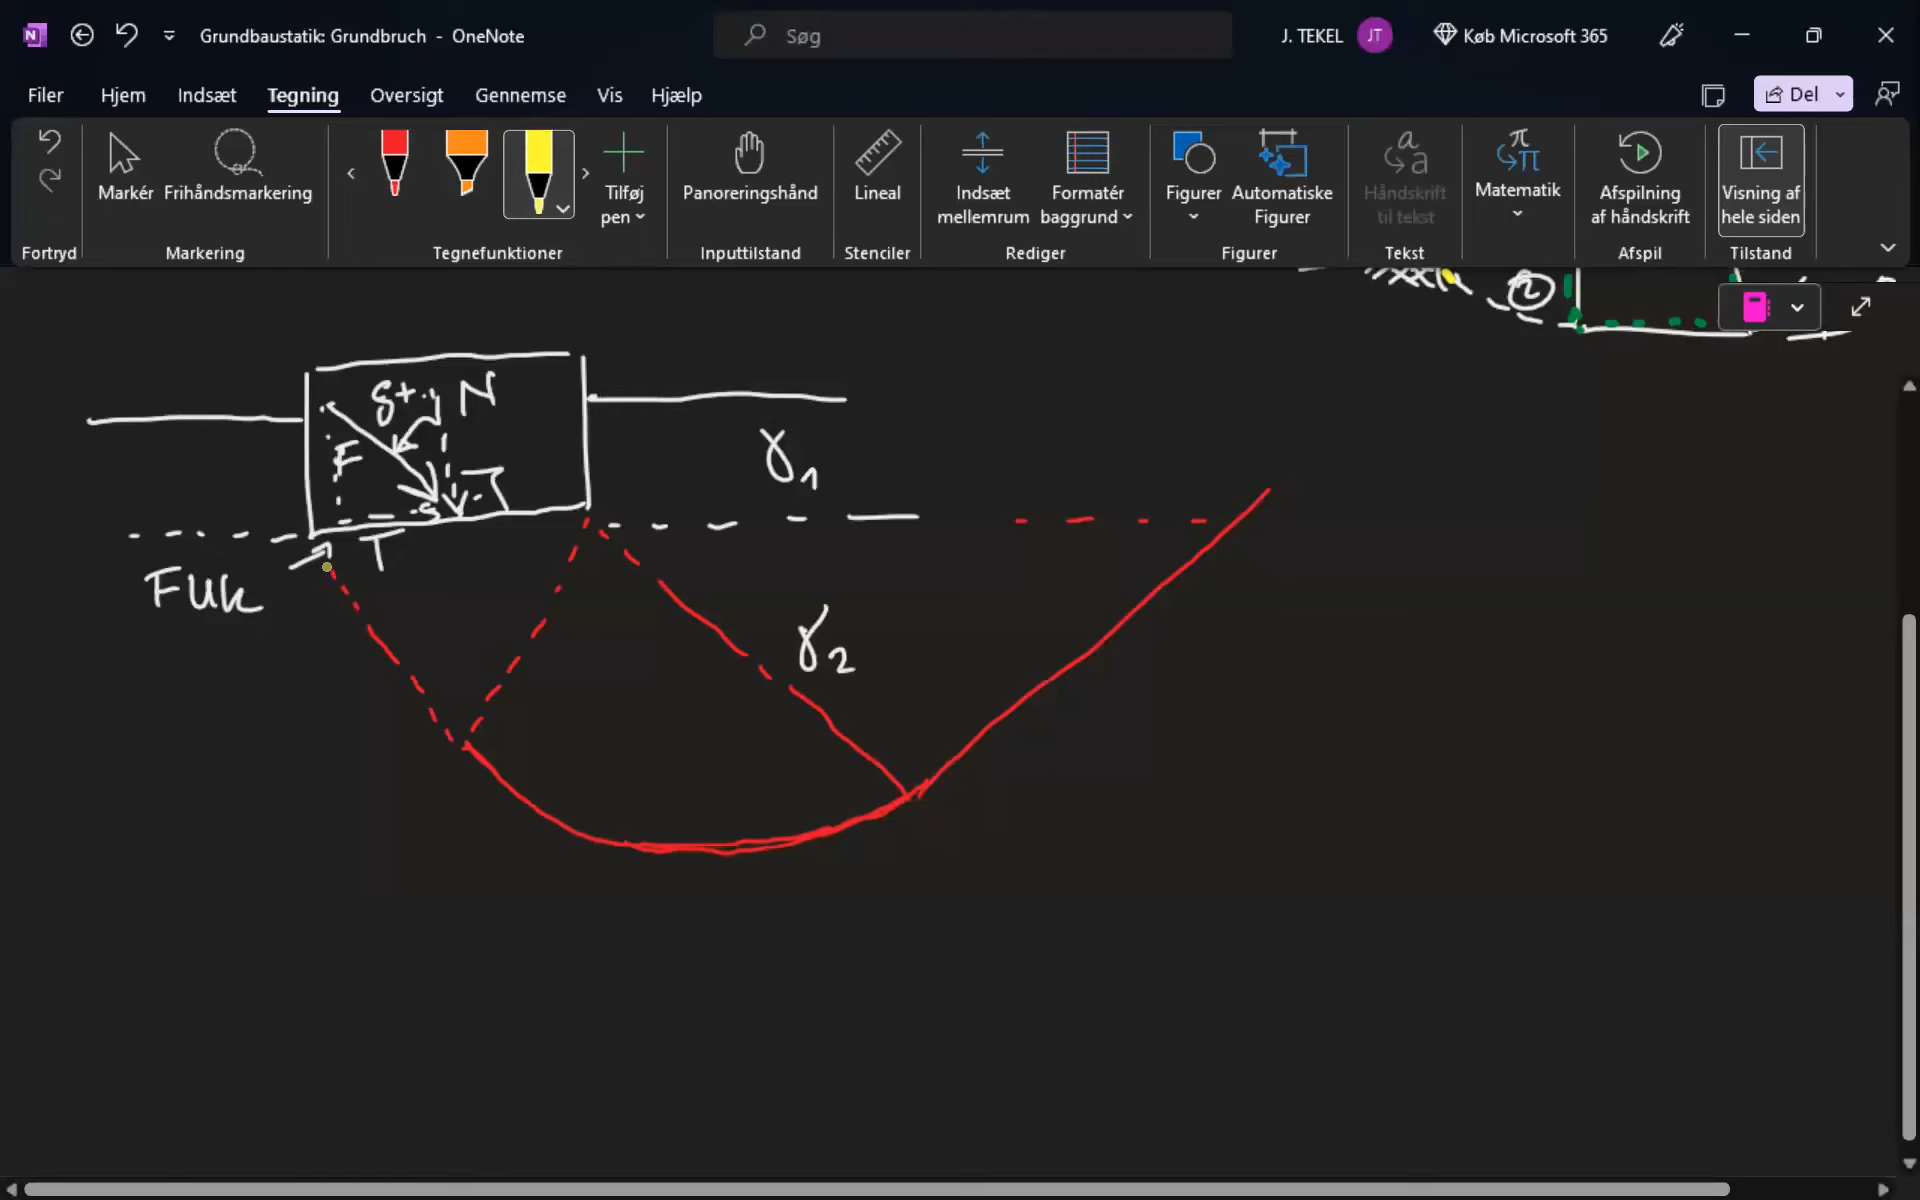 Grundbaustatik: Grundbruch - OneNote
Søg
J. TEKEL
JT
Køb Microsoft 365
Filer
Hjem
Indsæt
Tegning
Oversigt
Gennemse
Vis
Hjælp
Del
Markér
Frihåndsmarkering
Tilføj pen
Panoreringshånd
Lineal
Indsæt mellemrum
Formatér baggrund
Figurer
Automatiske Figurer
Håndskrift til tekst
Matematik
Afspilning af håndskrift
Visning af hele siden
Fortryd
Markering
Tegnefunktioner
Inputtilstand
Stenciler
Rediger
Figurer
Tekst
Afspil
Tilstand
2
N
F
T
T
γ1
FUK
γ2